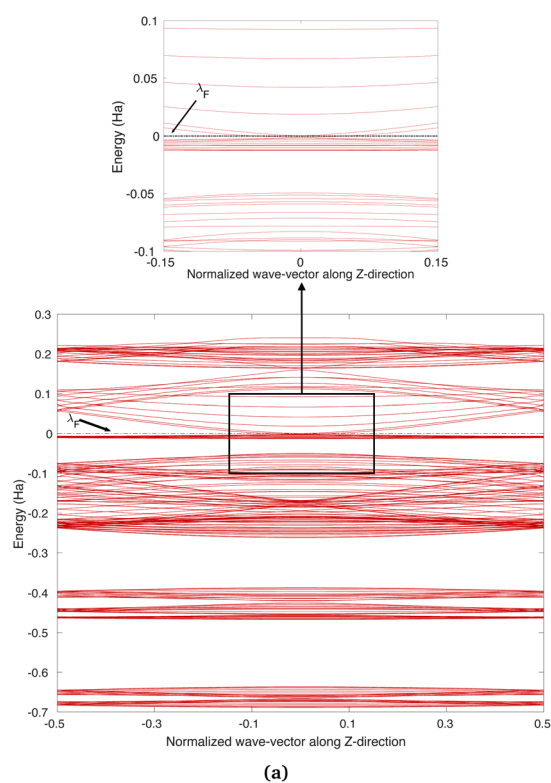 0.1
0.05
0
-0.05
-0.1
Energy (Ha)
λF
-0.15 0 0.15
Normalized wave-vector along Z-direction
0.3
0.2
0.1
0
-0.1
-0.2
-0.3
-0.4
-0.5
-0.6
-0.7
Energy (Ha)
λF
-0.5 -0.3 -0.1 0.1 0.3 0.5
Normalized wave-vector along Z-direction
(a)